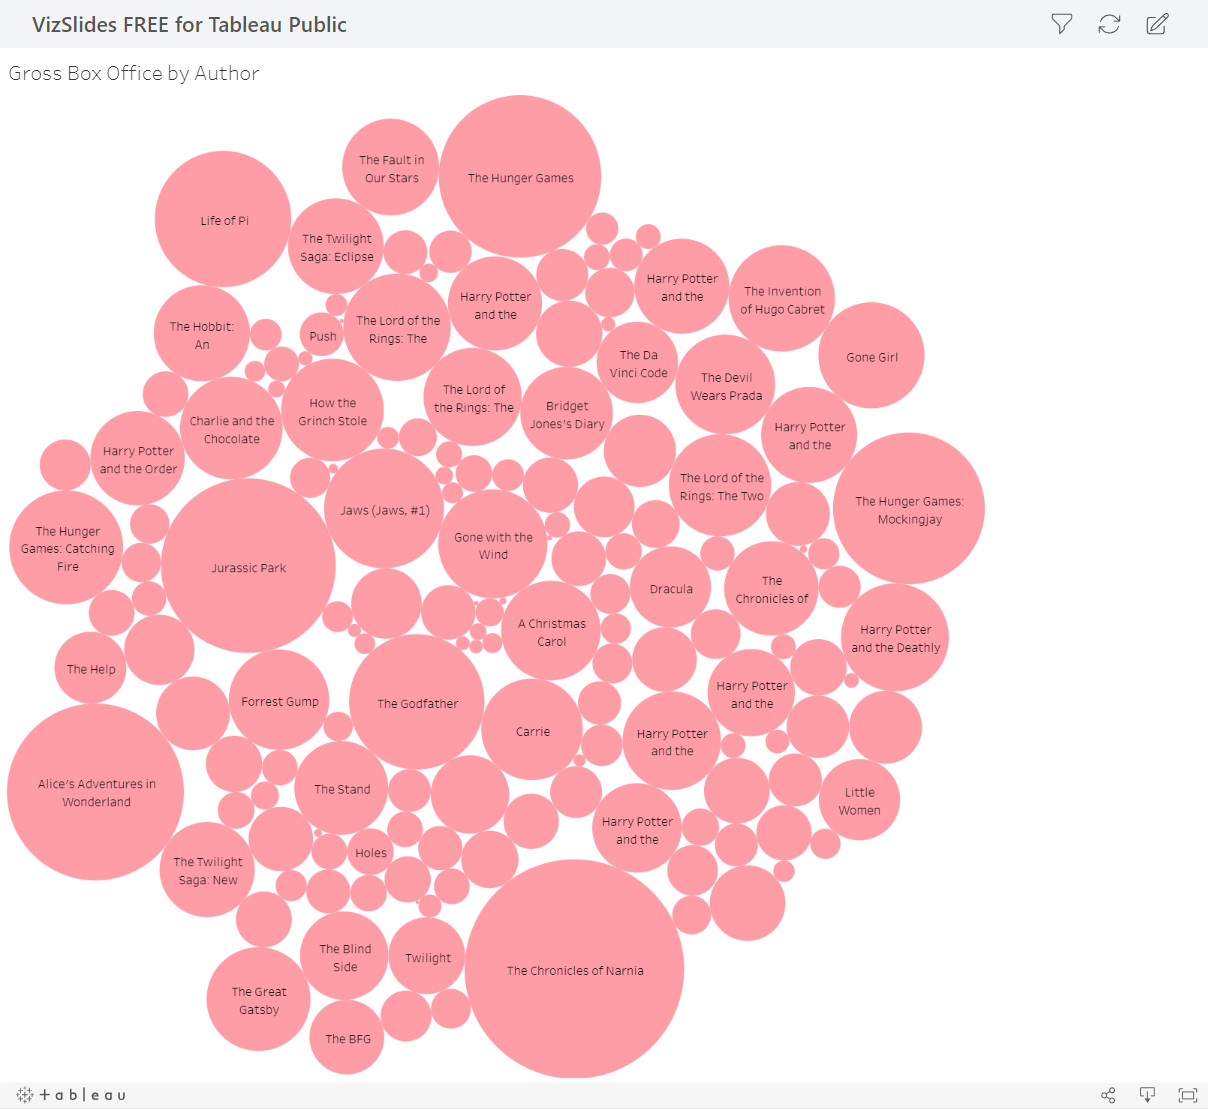 VizSlides FREE for Tableau Public
Gross Box Office by Author
The Fault in
Our Stars
The Hunger Games
Life of Pi
The Twilight
Saga: Eclipse
Harry Potter
and the
Harry Potter
and the
The Invention
of Hugo Cabret
The Hobbit:
An
Push
The Lord of the
Rings: The
The Da
Vinci Code
Gone Girl
The Devil
Wears Prada
The Lord of
the Rings: The
How the
Grinch Stole
Bridget
Jones's Diary
Charlie and the
Chocolate
Harry Potter
and the
Harry Potter
and the Order
The Lord of the
Rings: The Two
Jaws (Jaws, #1)
The Hunger Games:
Mockingjay
The Hunger
Games: Catching
Fire
Gone with the
Wind
Jurassic Park
Dracula
The
Chronicles of
A Christmas
Carol
Harry Potter
and the Deathly
The Help
Forrest Gump
The Godfather
Harry Potter
and the
Carrie
Harry Potter
and the
Alice's Adventures in
Wonderland
The Stand
Little
Women
Harry Potter
and the
Holes
The Twilight
Saga: New
The Blind
Side
Twilight
The Chronicles of Narnia
The Great
Gatsby
The BFG
+ a b l e a u